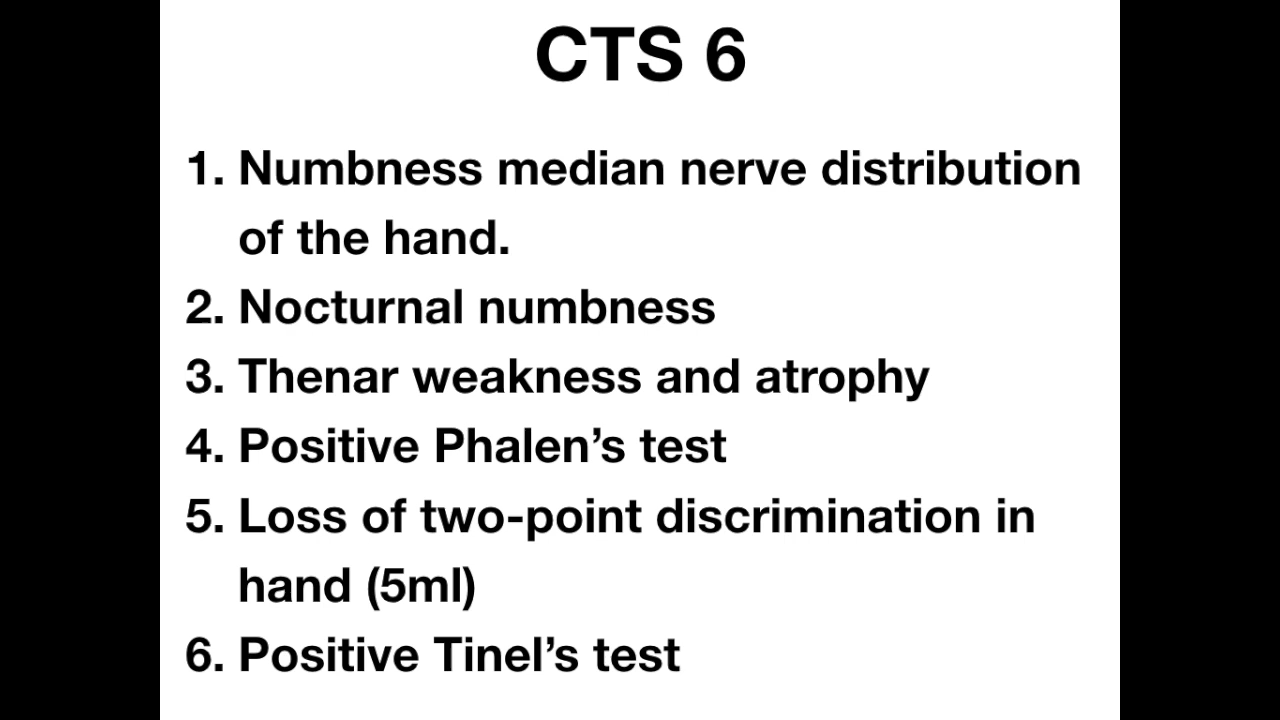 CTS 6
1. Numbness median nerve distribution
of the hand.
2. Nocturnal numbness
3. Thenar weakness and atrophy
4. Positive Phalen’s test
5. Loss of two-point discrimination in
hand (5ml)
6. Positive Tinel’s test